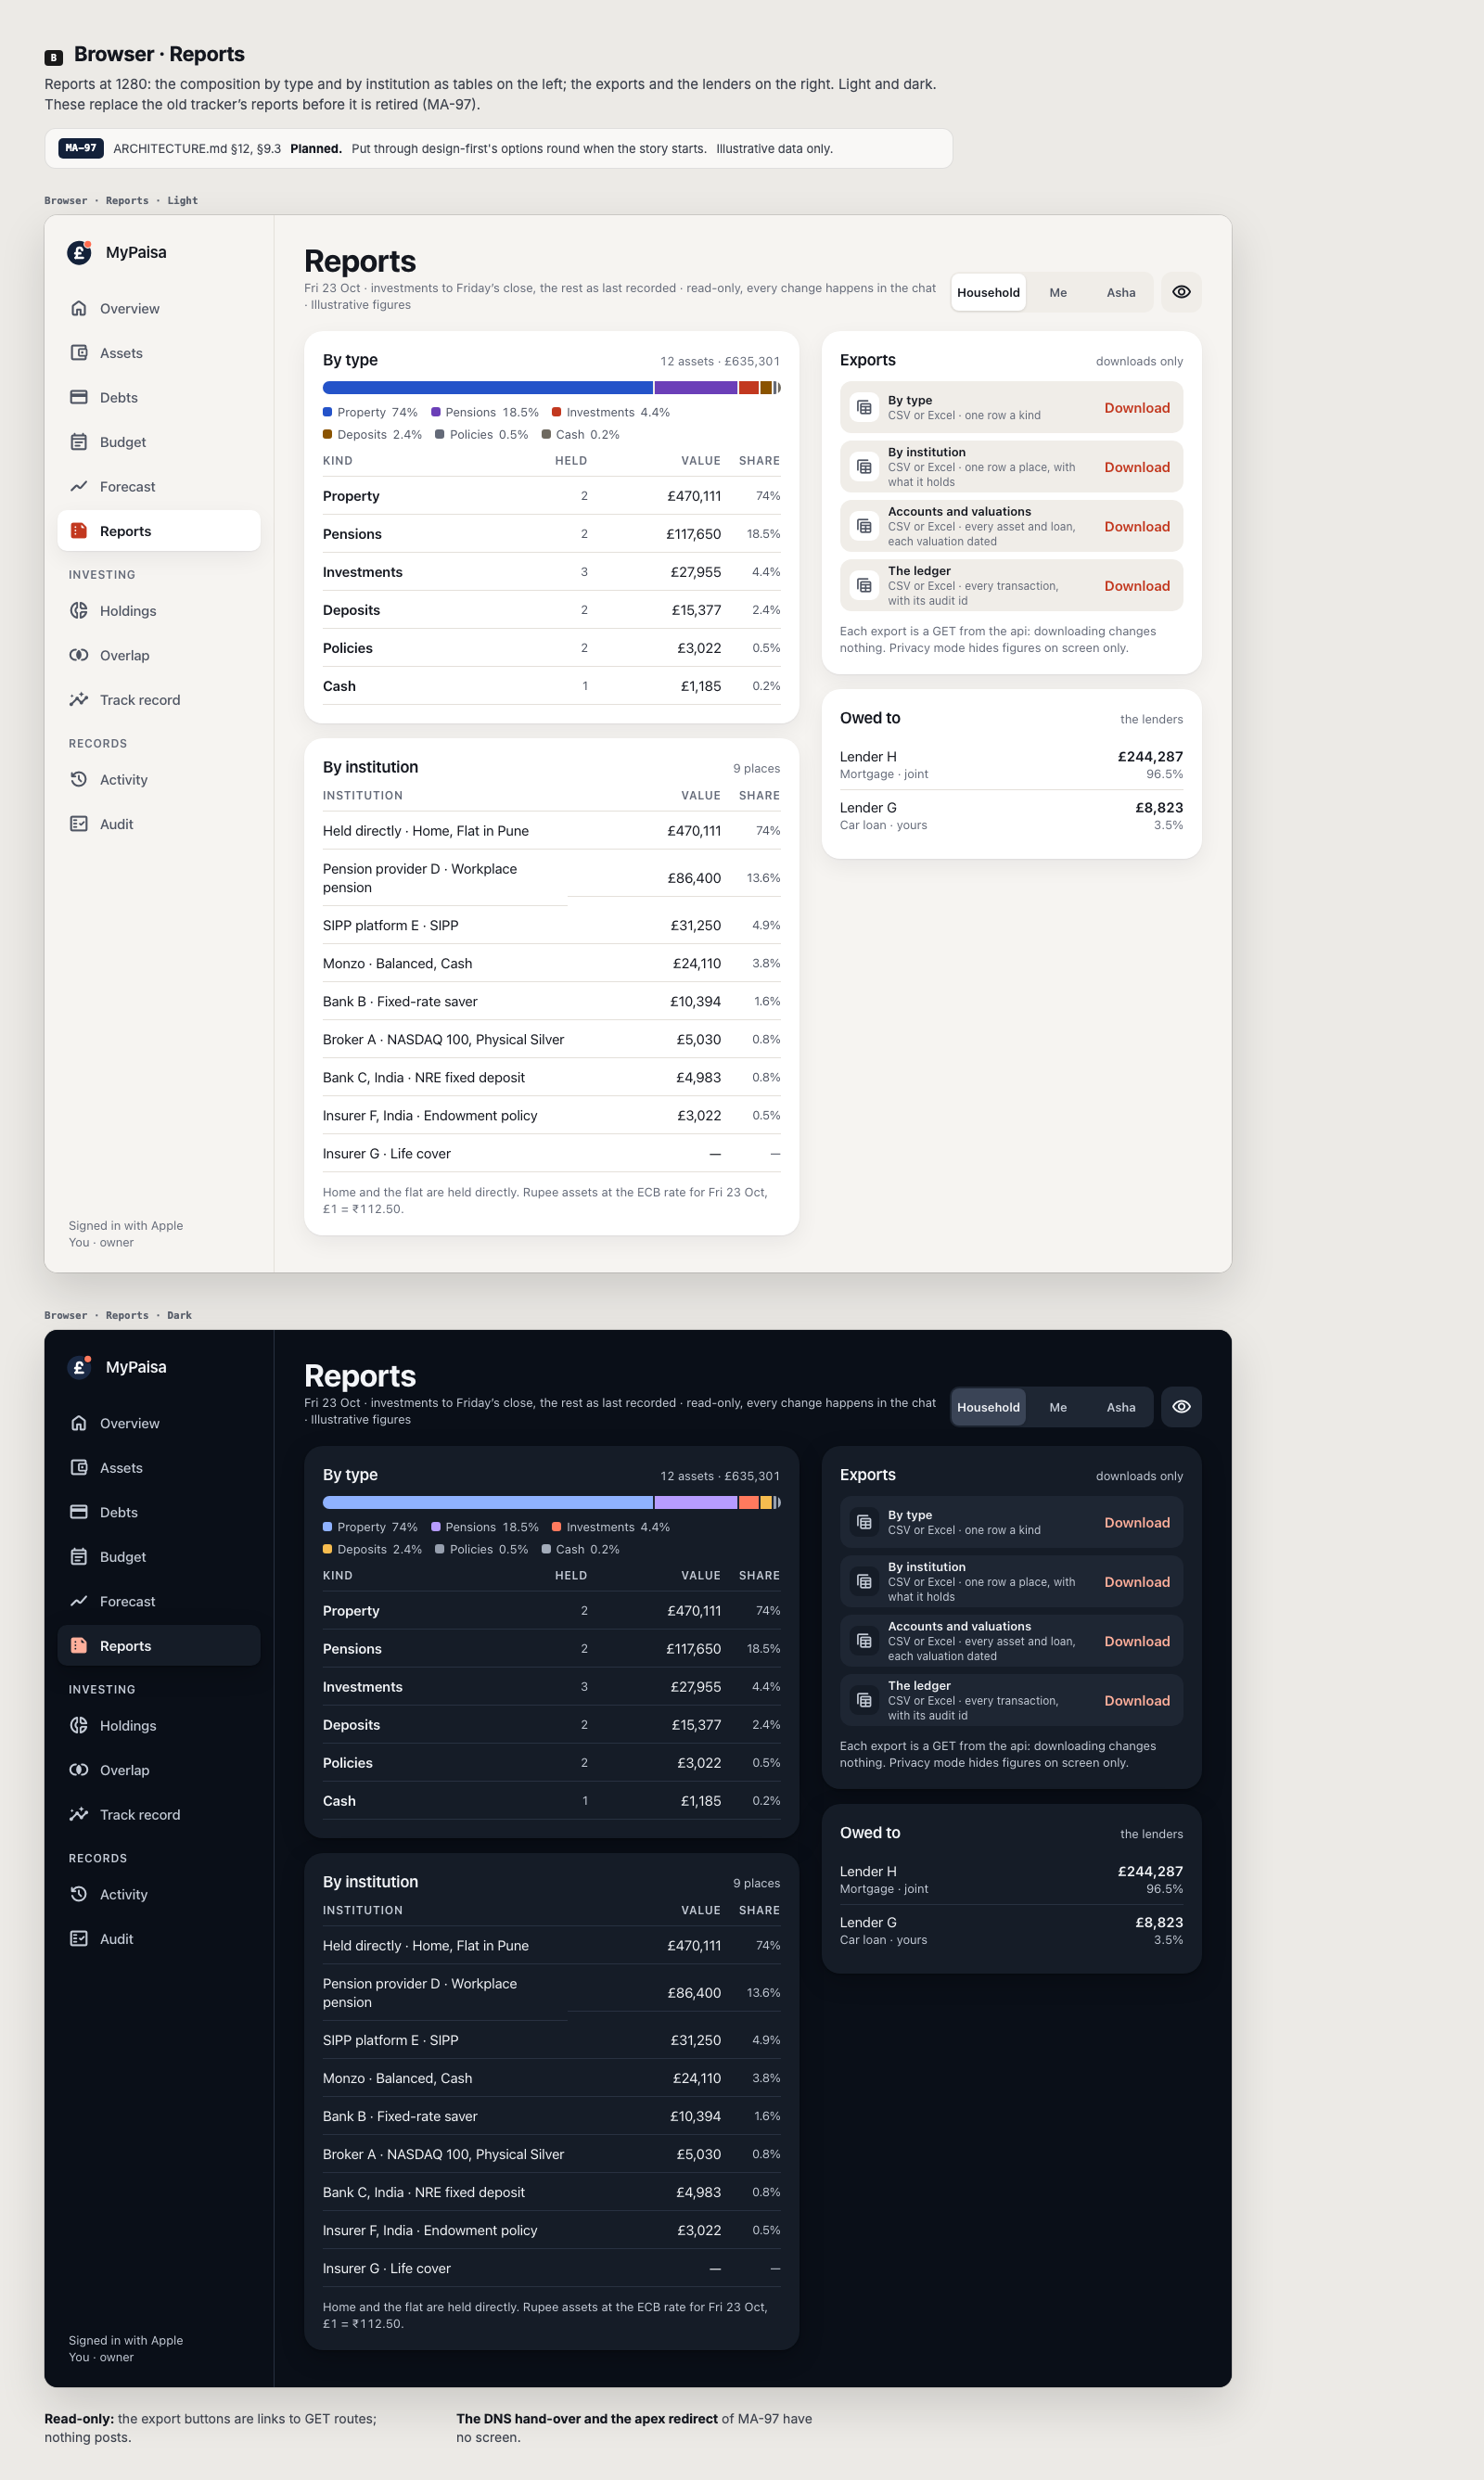 B Browser · Reports
Reports at 1280: the composition by type and by institution as tables on the left; the exports and the lenders on the right. Light and dark.
These replace the old tracker’s reports before it is retired (MA-97).
MA-97 ARCHITECTURE.md §12, §9.3 Planned. Put through design-first's options round when the story starts. Illustrative data only.
Browser · Reports · Light
£ MyPaisa
Overview
Assets
Debts
Budget
Forecast
Reports
INVESTING
Holdings
Overlap
Track record
RECORDS
Activity
Audit
Signed in with Apple
You · owner
Reports
Fri 23 Oct · investments to Friday’s close, the rest as last recorded · read-only, every change happens in the chat
· Illustrative figures
Household Me Asha
By type 12 assets · £635,301
Property 74% Pensions 18.5% Investments 4.4%
Deposits 2.4% Policies 0.5% Cash 0.2%
KIND HELD VALUE SHARE
Property 2 £470,111 74%
Pensions 2 £117,650 18.5%
Investments 3 £27,955 4.4%
Deposits 2 £15,377 2.4%
Policies 2 £3,022 0.5%
Cash 1 £1,185 0.2%
By institution 9 places
INSTITUTION VALUE SHARE
Held directly · Home, Flat in Pune £470,111 74%
Pension provider D · Workplace
pension £86,400 13.6%
SIPP platform E · SIPP £31,250 4.9%
Monzo · Balanced, Cash £24,110 3.8%
Bank B · Fixed-rate saver £10,394 1.6%
Broker A · NASDAQ 100, Physical Silver £5,030 0.8%
Bank C, India · NRE fixed deposit £4,983 0.8%
Insurer F, India · Endowment policy £3,022 0.5%
Insurer G · Life cover — —
Home and the flat are held directly. Rupee assets at the ECB rate for Fri 23 Oct,
£1 = ₹112.50.
Exports downloads only
By type
CSV or Excel · one row a kind
Download
By institution
CSV or Excel · one row a place, with
what it holds
Download
Accounts and valuations
CSV or Excel · every asset and loan,
each valuation dated
Download
The ledger
CSV or Excel · every transaction,
with its audit id
Download
Each export is a GET from the api: downloading changes
nothing. Privacy mode hides figures on screen only.
Owed to the lenders
Lender H £244,287
Mortgage · joint 96.5%
Lender G £8,823
Car loan · yours 3.5%
Browser · Reports · Dark
£ MyPaisa
Overview
Assets
Debts
Budget
Forecast
Reports
INVESTING
Holdings
Overlap
Track record
RECORDS
Activity
Audit
Signed in with Apple
You · owner
Reports
Fri 23 Oct · investments to Friday’s close, the rest as last recorded · read-only, every change happens in the chat
· Illustrative figures
Household Me Asha
By type 12 assets · £635,301
Property 74% Pensions 18.5% Investments 4.4%
Deposits 2.4% Policies 0.5% Cash 0.2%
KIND HELD VALUE SHARE
Property 2 £470,111 74%
Pensions 2 £117,650 18.5%
Investments 3 £27,955 4.4%
Deposits 2 £15,377 2.4%
Policies 2 £3,022 0.5%
Cash 1 £1,185 0.2%
By institution 9 places
INSTITUTION VALUE SHARE
Held directly · Home, Flat in Pune £470,111 74%
Pension provider D · Workplace
pension £86,400 13.6%
SIPP platform E · SIPP £31,250 4.9%
Monzo · Balanced, Cash £24,110 3.8%
Bank B · Fixed-rate saver £10,394 1.6%
Broker A · NASDAQ 100, Physical Silver £5,030 0.8%
Bank C, India · NRE fixed deposit £4,983 0.8%
Insurer F, India · Endowment policy £3,022 0.5%
Insurer G · Life cover — —
Home and the flat are held directly. Rupee assets at the ECB rate for Fri 23 Oct,
£1 = ₹112.50.
Exports downloads only
By type
CSV or Excel · one row a kind
Download
By institution
CSV or Excel · one row a place, with
what it holds
Download
Accounts and valuations
CSV or Excel · every asset and loan,
each valuation dated
Download
The ledger
CSV or Excel · every transaction,
with its audit id
Download
Each export is a GET from the api: downloading changes
nothing. Privacy mode hides figures on screen only.
Owed to the lenders
Lender H £244,287
Mortgage · joint 96.5%
Lender G £8,823
Car loan · yours 3.5%
Read-only: the export buttons are links to GET routes;
nothing posts.
The DNS hand-over and the apex redirect of MA-97 have
no screen.